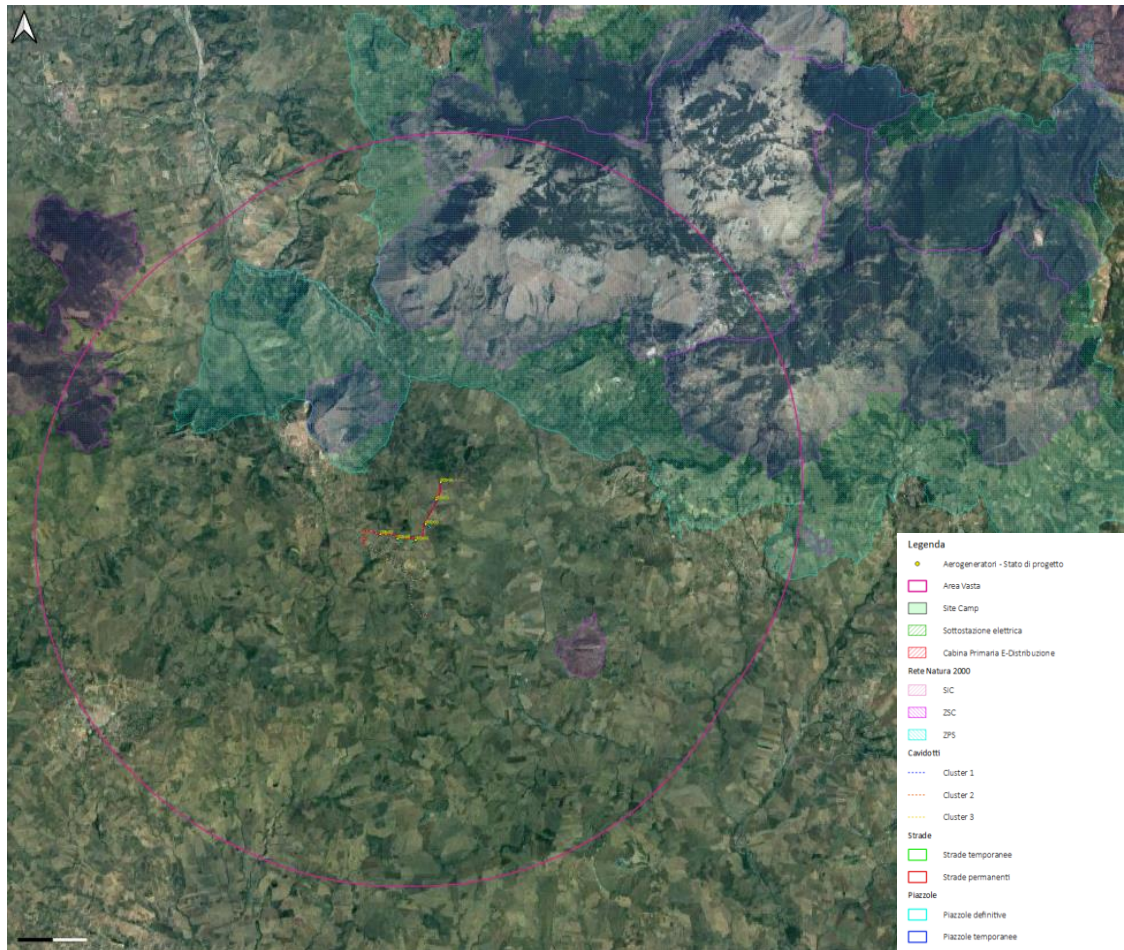 Legenda
Aerogeneratori - Stato di progetto
Area Vasta
Site Camp
Sottostazione elettrica
Cabina Primaria E-Distribuzione
Rete Natura 2000
SIC
ZSC
ZPS
Cavidotti
Cluster 1
Cluster 2
Cluster 3
Strade
Strade temporanee
Strade permanenti
Piazzole
Piazzole definitive
Piazzole temporanee